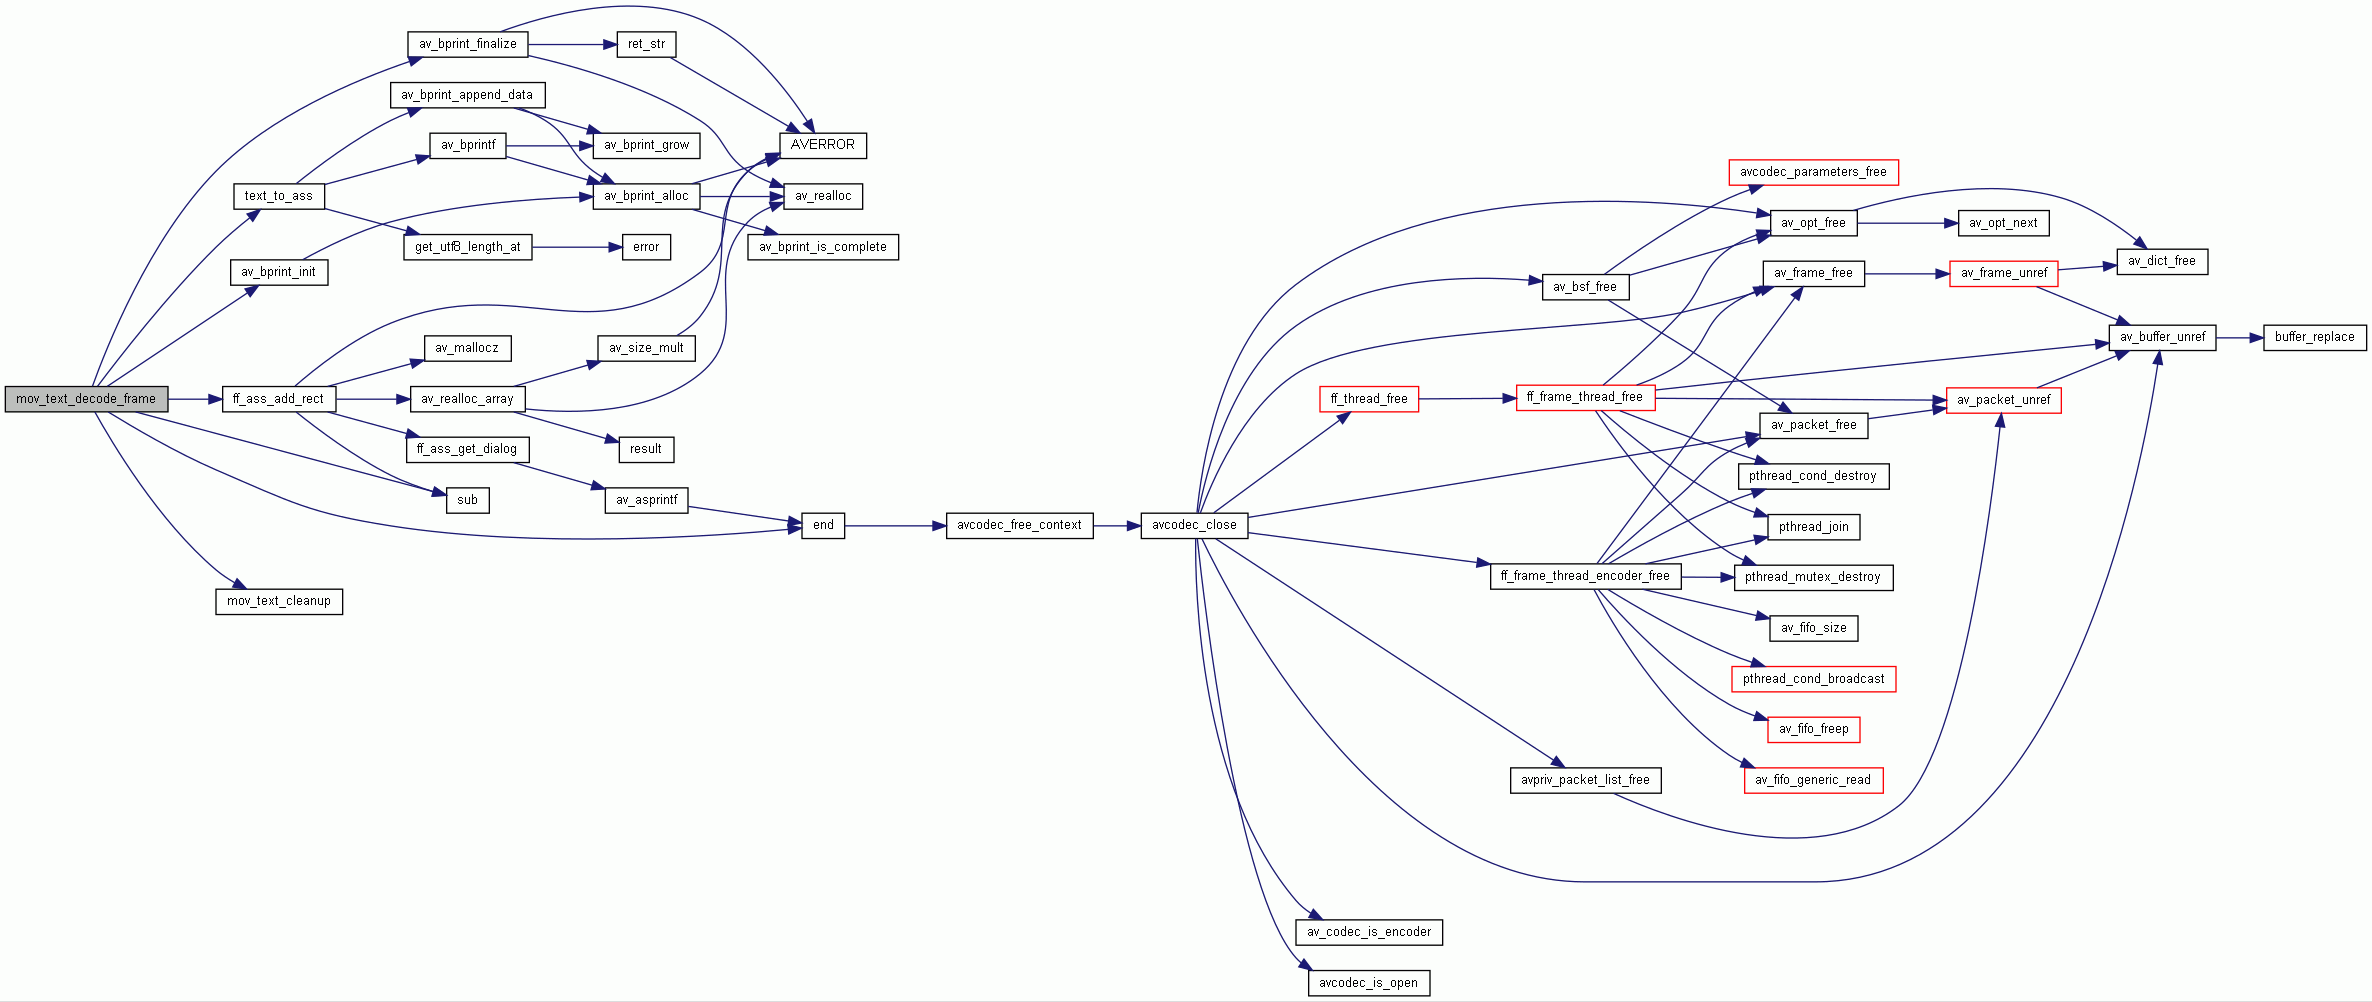 mov_text_decode_frame
av_bprint_finalize
ret_str
av_bprint_append_data
av_bprintf
av_bprint_grow
AVERROR
text_to_ass
av_bprint_alloc
av_realloc
get_utf8_length_at
error
av_bprint_is_complete
av_bprint_init
av_mallocz
av_size_mult
ff_ass_add_rect
av_realloc_array
ff_ass_get_dialog
result
sub
av_asprintf
end
mov_text_cleanup
avcodec_free_context
avcodec_close
avcodec_parameters_free
av_opt_free
av_opt_next
av_dict_free
av_bsf_free
av_frame_free
av_frame_unref
av_buffer_unref
buffer_replace
ff_thread_free
ff_frame_thread_free
av_packet_unref
av_packet_free
pthread_cond_destroy
pthread_join
ff_frame_thread_encoder_free
pthread_mutex_destroy
av_fifo_size
pthread_cond_broadcast
av_fifo_freep
avpriv_packet_list_free
av_fifo_generic_read
av_codec_is_encoder
avcodec_is_open